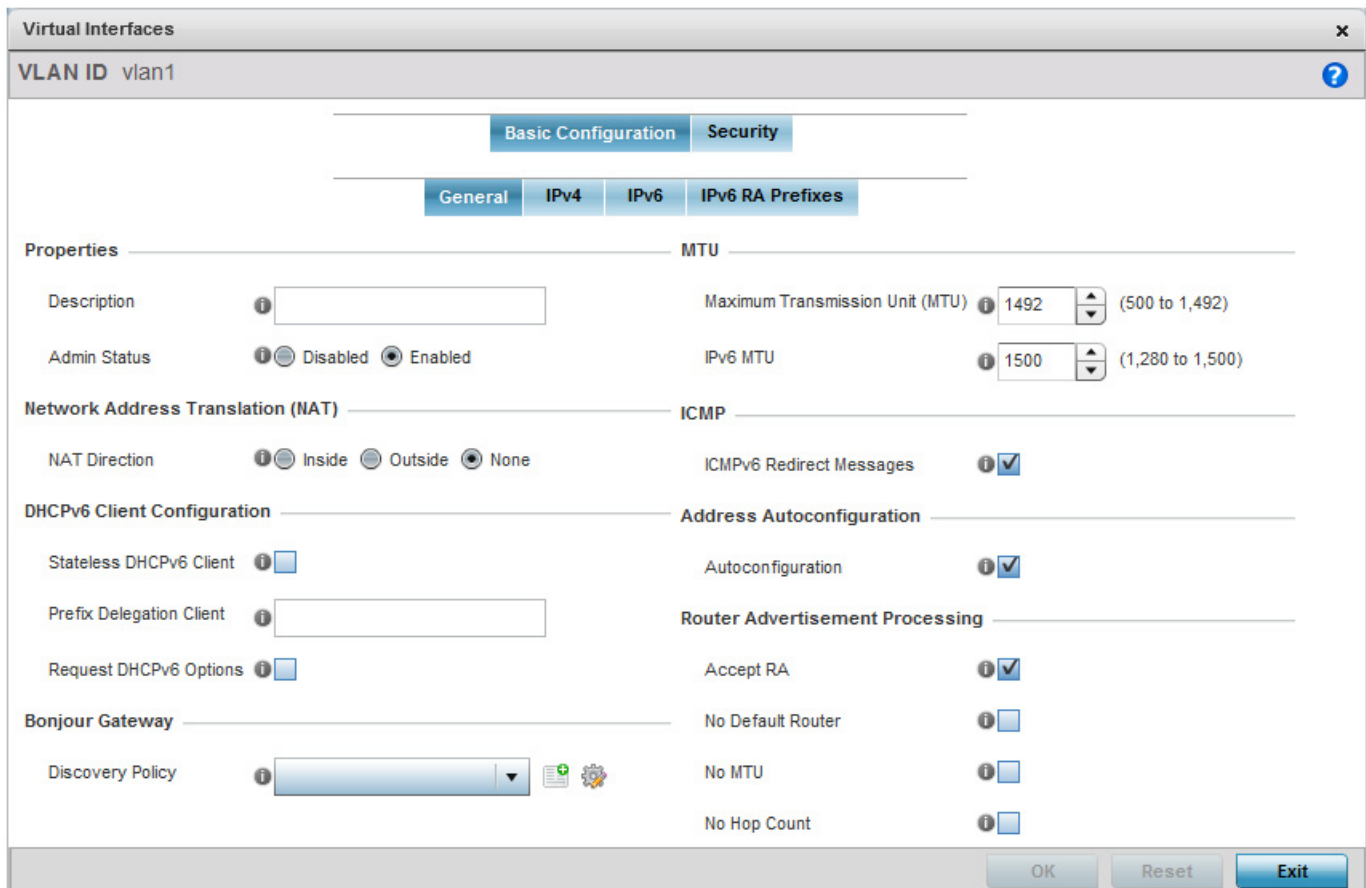 Virtual Interfaces
VLAN ID vlan1
Basic Configuration Security
General IPv4 IPv6 IPv6 RA Prefixes
Properties
Description
Admin Status Disabled Enabled
Network Address Translation (NAT)
NAT Direction Inside Outside None
DHCPv6 Client Configuration
Stateless DHCPv6 Client
Prefix Delegation Client
Request DHCPv6 Options
Bonjour Gateway
Discovery Policy
MTU
Maximum Transmission Unit (MTU) 1492 (500 to 1,492)
IPv6 MTU 1500 (1,280 to 1,500)
ICMP
ICMPv6 Redirect Messages
Address Autoconfiguration
Autoconfiguration
Router Advertisement Processing
Accept RA
No Default Router
No MTU
No Hop Count
OK Reset Exit